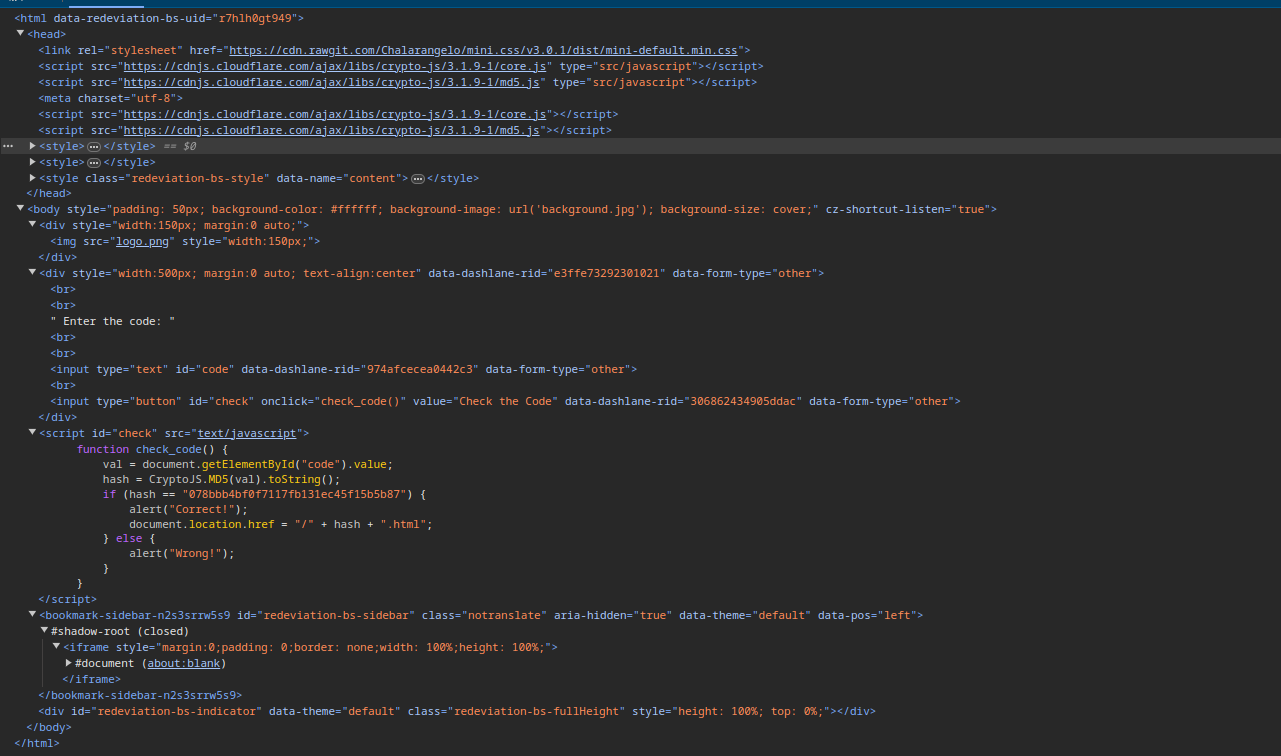 <html data-redeviation-bs-uid="r7hlh0gt949">
<head>
<link rel="stylesheet" href="https://cdn.rawgit.com/Chalarangelo/mini.css/v3.0.1/dist/mini-default.min.css">
<script src="https://cdnjs.cloudflare.com/ajax/libs/crypto-js/3.1.9-1/core.js" type="src/javascript"></script>
<script src="https://cdnjs.cloudflare.com/ajax/libs/crypto-js/3.1.9-1/md5.js" type="src/javascript"></script>
<meta charset="utf-8">
<script src="https://cdnjs.cloudflare.com/ajax/libs/crypto-js/3.1.9-1/core.js"></script>
<script src="https://cdnjs.cloudflare.com/ajax/libs/crypto-js/3.1.9-1/md5.js"></script>
<style>…</style> == $0
<style>…</style>
<style class="redeviation-bs-style" data-name="content">…</style>
</head>
<body style="padding: 50px; background-color: #ffffff; background-image: url('background.jpg'); background-size: cover;" cz-shortcut-listen="true">
<div style="width:150px; margin:0 auto;">
<img src="logo.png" style="width:150px;">
</div>
<div style="width:500px; margin:0 auto; text-align:center" data-dashlane-rid="e3ffe73292301021" data-form-type="other">
<br>
<br>
" Enter the code: "
<br>
<br>
<input type="text" id="code" data-dashlane-rid="974afcecea0442c3" data-form-type="other">
<br>
<input type="button" id="check" onclick="check_code()" value="Check the Code" data-dashlane-rid="306862434905ddac" data-form-type="other">
</div>
<script id="check" src="text/javascript">
function check_code() {
val = document.getElementById("code").value;
hash = CryptoJS.MD5(val).toString();
if (hash == "078bbb4bf0f7117fb131ec45f15b5b87") {
alert("Correct!");
document.location.href = "/" + hash + ".html";
} else {
alert("Wrong!");
}
}
</script>
<bookmark-sidebar-n2s3srrw5s9 id="redeviation-bs-sidebar" class="notranslate" aria-hidden="true" data-theme="default" data-pos="left">
#shadow-root (closed)
<iframe style="margin:0;padding: 0;border: none;width: 100%;height: 100%;">
#document (about:blank)
</iframe>
</bookmark-sidebar-n2s3srrw5s9>
<div id="redeviation-bs-indicator" data-theme="default" class="redeviation-bs-fullHeight" style="height: 100%; top: 0%;"></div>
</body>
</html>